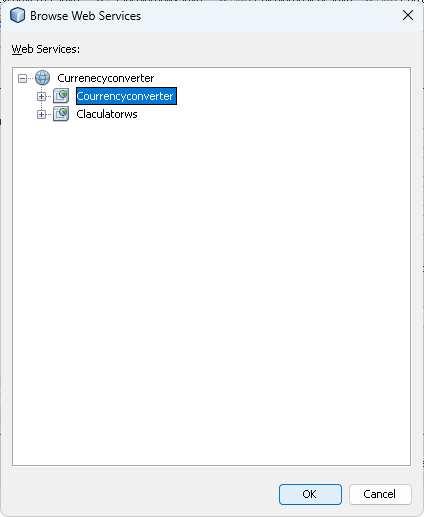 Browse Web Services
Web Services:
Currenecyconverter
Courrencyconverter
Claculatorws
OK
Cancel